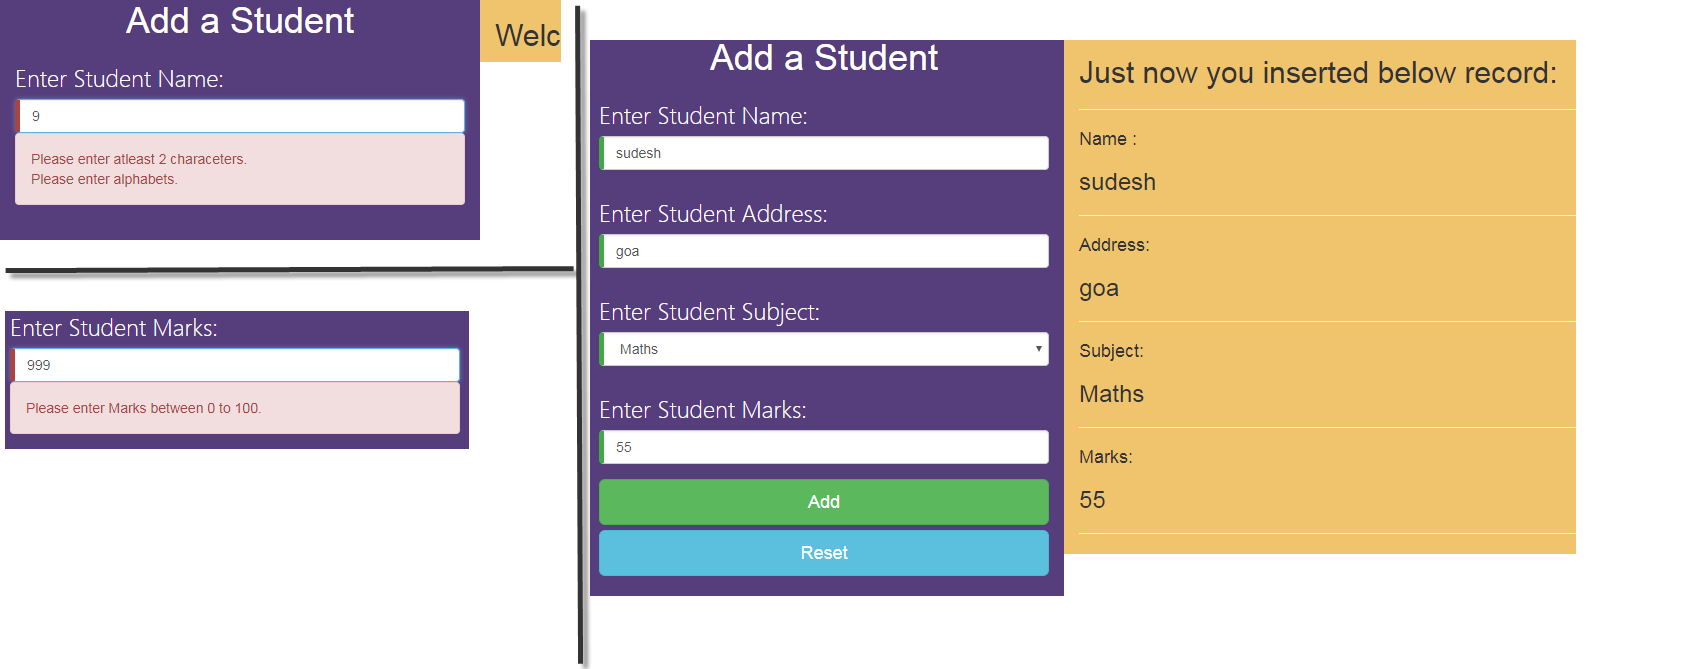 Add a Student
Welc
Enter Student Name:
9
Please enter atleast 2 characeters.
Please enter alphabets.
Enter Student Marks:
999
Please enter Marks between 0 to 100.
Add a Student
Enter Student Name:
sudesh
Enter Student Address:
goa
Enter Student Subject:
Maths
Enter Student Marks:
55
Add
Reset
Just now you inserted below record:
Name :
sudesh
Address:
goa
Subject:
Maths
Marks:
55